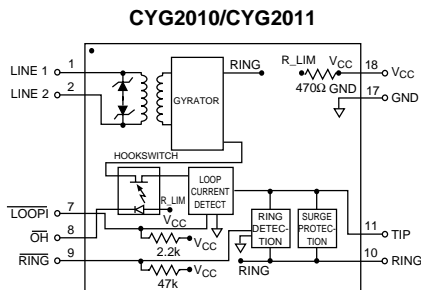 CYG2010/CYG2011
LINE 1 1
LINE 2 2
GYRATOR
RING
R_LIM VCC
470Ω GND
18 VCC
17 GND
HOOKSWITCH
R_LIM
LOOP
CURRENT
DETECT
VCC
LOOPI 7
OH 8
RING 9
2.2k
VCC
47k
VCC
RING
DETEC-
TION
SURGE
PROTEC-
TION
RING
11 TIP
10 RING